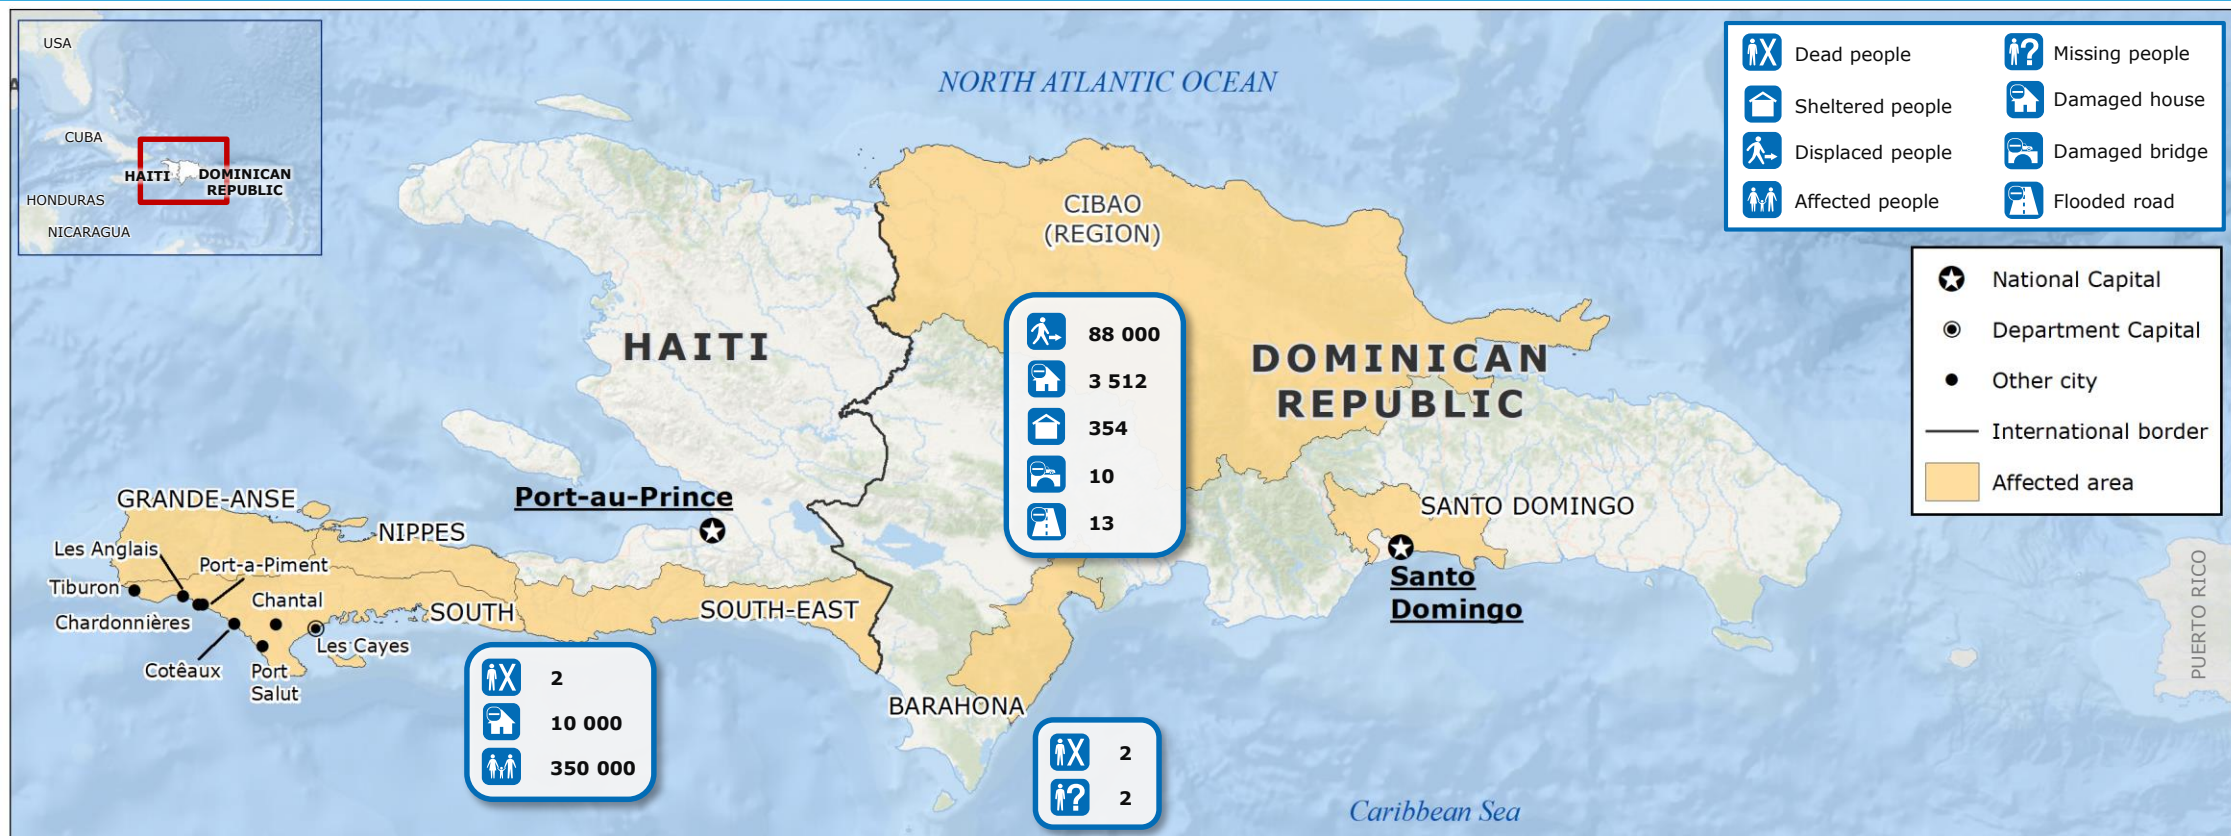 USA
CUBA
HAITI
DOMINICAN
REPUBLIC
HONDURAS
NICARAGUA
NORTH ATLANTIC OCEAN
Dead people
Missing people
Sheltered people
Damaged house
Displaced people
Damaged bridge
Affected people
Flooded road
National Capital
Department Capital
Other city
International border
Affected area
CIBAO
(REGION)
HAITI
DOMINICAN
REPUBLIC
88 000
3 512
354
10
13
Port-au-Prince
GRANDE-ANSE
NIPPES
Les Anglais
Port-a-Piment
Tiburon
Chantal
Chardonnières
SOUTH
SOUTH-EAST
Les Cayes
Cotêaux
Port
Salut
SANTO DOMINGO
Santo
Domingo
BARAHONA
2
10 000
350 000
2
2
Caribbean Sea
PUERTO RICO